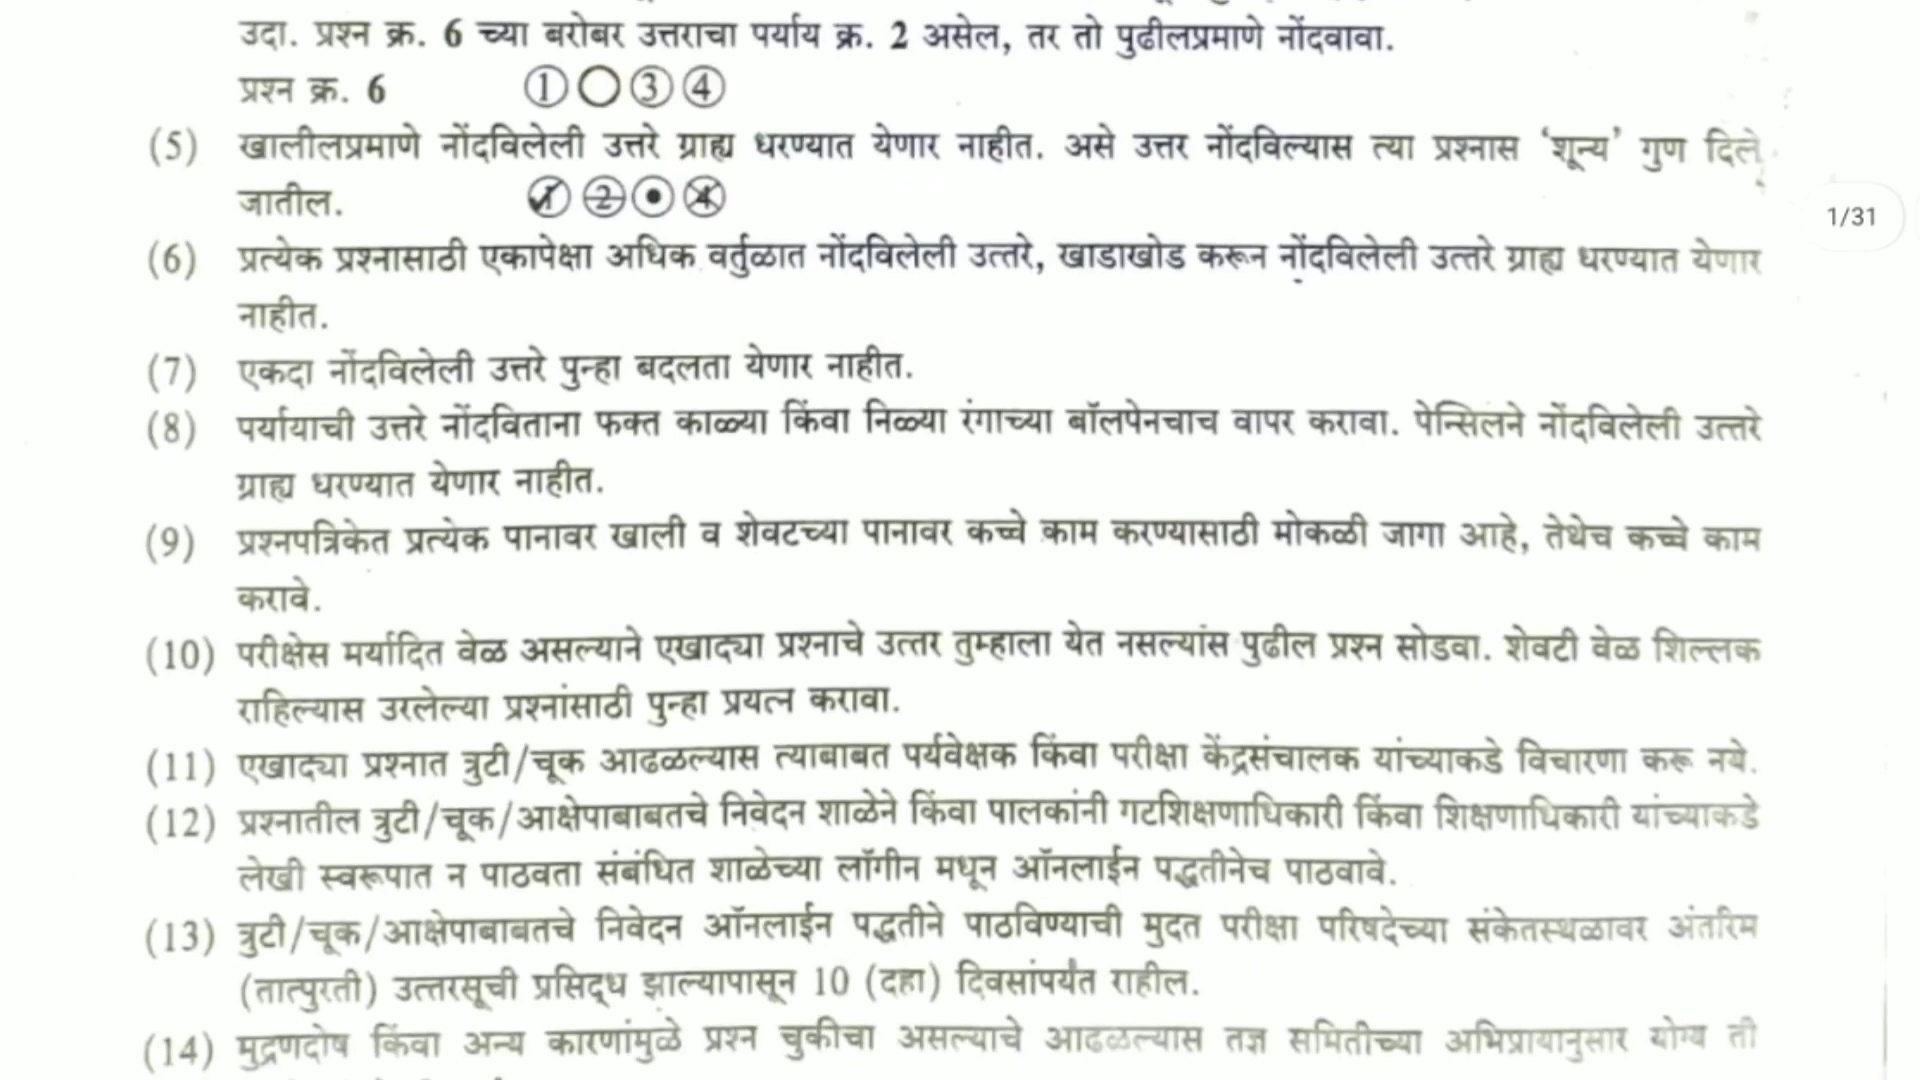 उदा. प्रश्न क्र. 6 च्या बरोबर उत्तराचा पर्याय क्र. 2 असेल, तर तो पुढीलप्रमाणे नोंदवावा.
प्रश्न क्र. 6 ① ◯ ③ ④
(5) खालीलप्रमाणे नोंदविलेली उत्तरे ग्राह्य धरण्यात येणार नाहीत. असे उत्तर नोंदविल्यास त्या प्रश्नास 'शून्य' गुण दिले
जातील. ① ② ⊙ ④
1/31
(6) प्रत्येक प्रश्नासाठी एकापेक्षा अधिक वर्तुळात नोंदविलेली उत्तरे, खाडाखोड करून नोंदविलेली उत्तरे ग्राह्य धरण्यात येणार
नाहीत.
(7) एकदा नोंदविलेली उत्तरे पुन्हा बदलता येणार नाहीत.
(8) पर्यायाची उत्तरे नोंदविताना फक्त काळ्या किंवा निळ्या रंगाच्या बॉलपेनचाच वापर करावा. पेन्सिलने नोंदविलेली उत्तरे
ग्राह्य धरण्यात येणार नाहीत.
(9) प्रश्नपत्रिकेत प्रत्येक पानावर खाली व शेवटच्या पानावर कच्चे काम करण्यासाठी मोकळी जागा आहे, तेथेच कच्चे काम
करावे.
(10) परीक्षेस मर्यादित वेळ असल्याने एखाद्या प्रश्नाचे उत्तर तुम्हाला येत नसल्यांस पुढील प्रश्न सोडवा. शेवटी वेळ शिल्लक
राहिल्यास उरलेल्या प्रश्नांसाठी पुन्हा प्रयत्न करावा.
(11) एखाद्या प्रश्नात त्रुटी/चूक आढळल्यास त्याबाबत पर्यवेक्षक किंवा परीक्षा केंद्रसंचालक यांच्याकडे विचारणा करू नये.
(12) प्रश्नातील त्रुटी/चूक/आक्षेपाबाबतचे निवेदन शाळेने किंवा पालकांनी गटशिक्षणाधिकारी किंवा शिक्षणाधिकारी यांच्याकडे
लेखी स्वरूपात न पाठवता संबंधित शाळेच्या लॉगीन मधून ऑनलाईन पद्धतीनेच पाठवावे.
(13) त्रुटी/चूक/आक्षेपाबाबतचे निवेदन ऑनलाईन पद्धतीने पाठविण्याची मुदत परीक्षा परिषदेच्या संकेतस्थळावर अंतरिम
(तात्पुरती) उत्तरसूची प्रसिद्ध झाल्यापासून 10 (दहा) दिवसांपर्यंत राहील.
(14) मुद्रणदोष किंवा अन्य कारणांमुळे प्रश्न चुकीचा असल्याचे आढळल्यास तज्ञ समितीच्या अभिप्रायानुसार योग्य ती